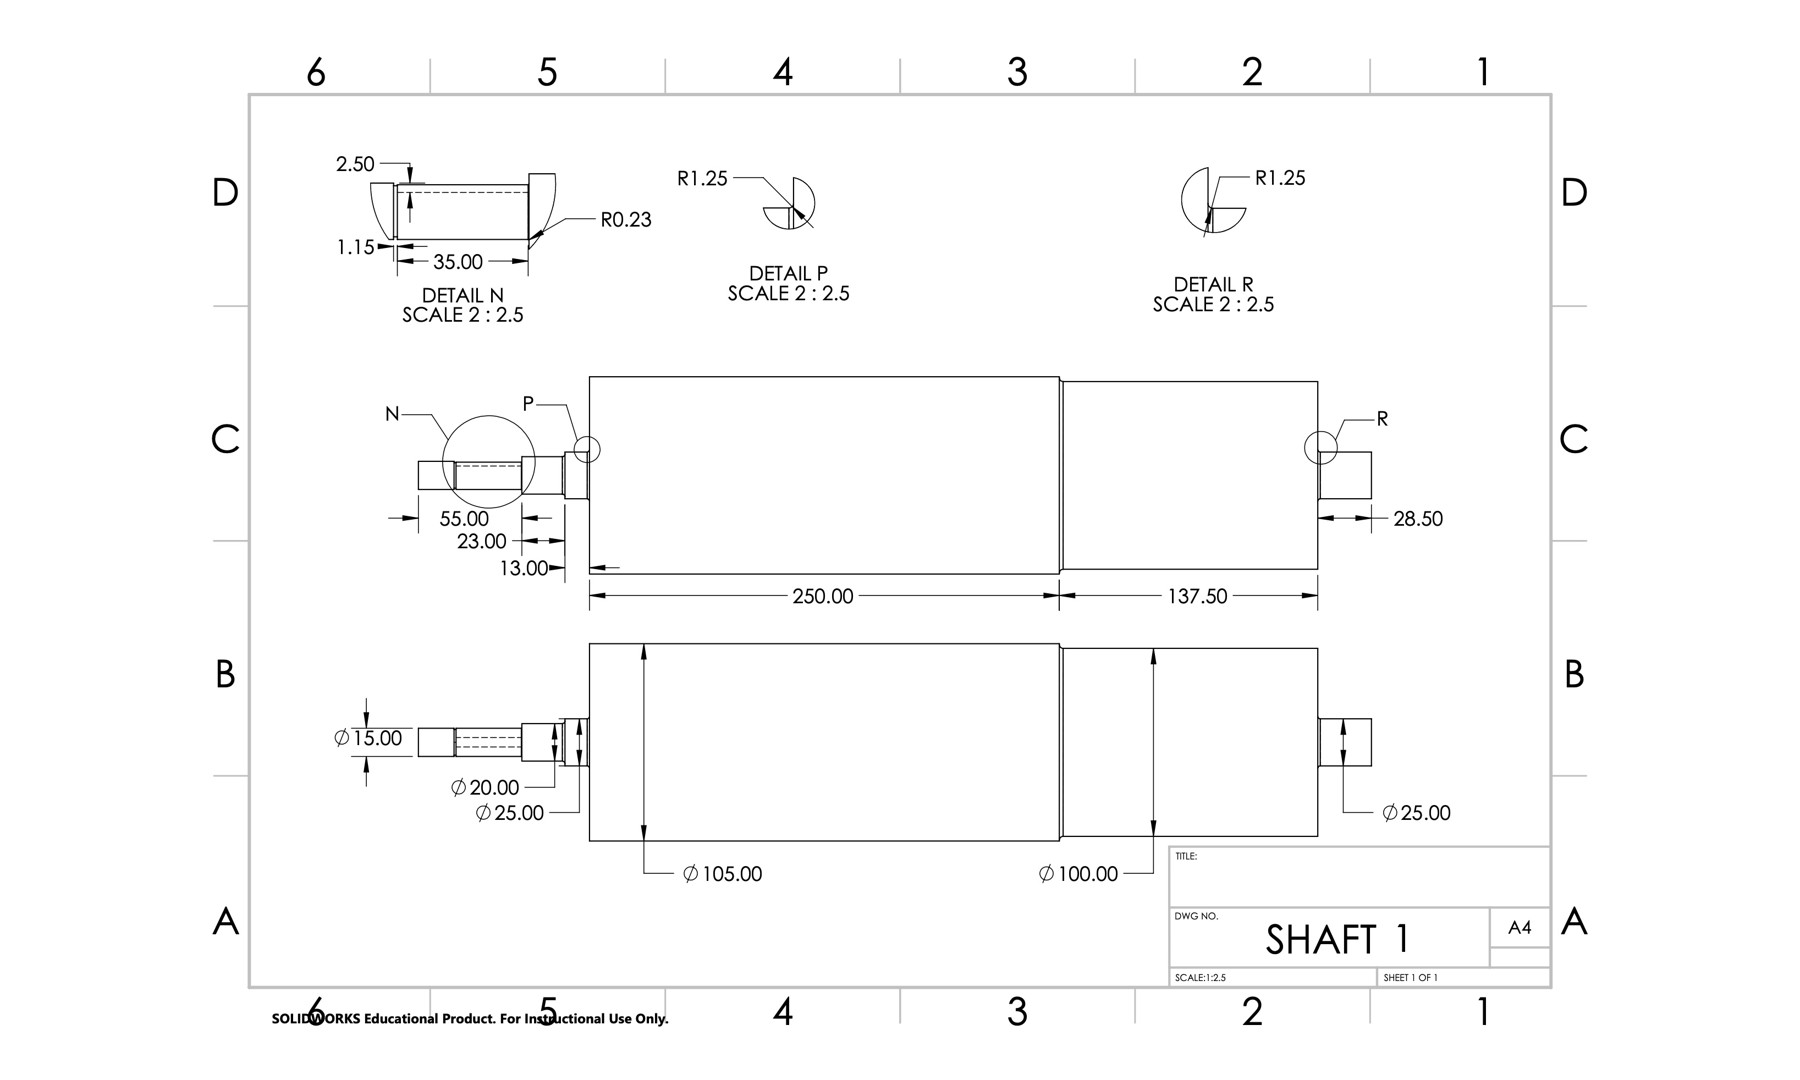 6 5 4 3 2 1
D D
2.50
R0.23
1.15
35.00
DETAIL N
SCALE 2 : 2.5
R1.25
DETAIL P
SCALE 2 : 2.5
R1.25
DETAIL R
SCALE 2 : 2.5
C C
N
P
R
55.00
23.00
13.00
28.50
250.00
137.50
B B
∅15.00
∅20.00
∅25.00
∅25.00
∅105.00
∅100.00
A A
TITLE:
DWG NO.
SHAFT 1
A4
SCALE:1:2.5
SHEET 1 OF 1
6 5 4 3 2 1
SOLIDWORKS Educational Product. For Instructional Use Only.